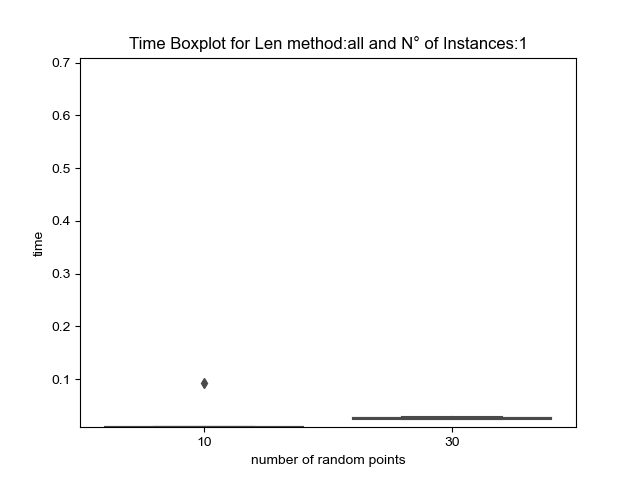 Time Boxplot for Len method:all and N° of Instances:1
0.7
0.6
0.5
0.4
0.3
0.2
0.1
time
10 30
number of random points